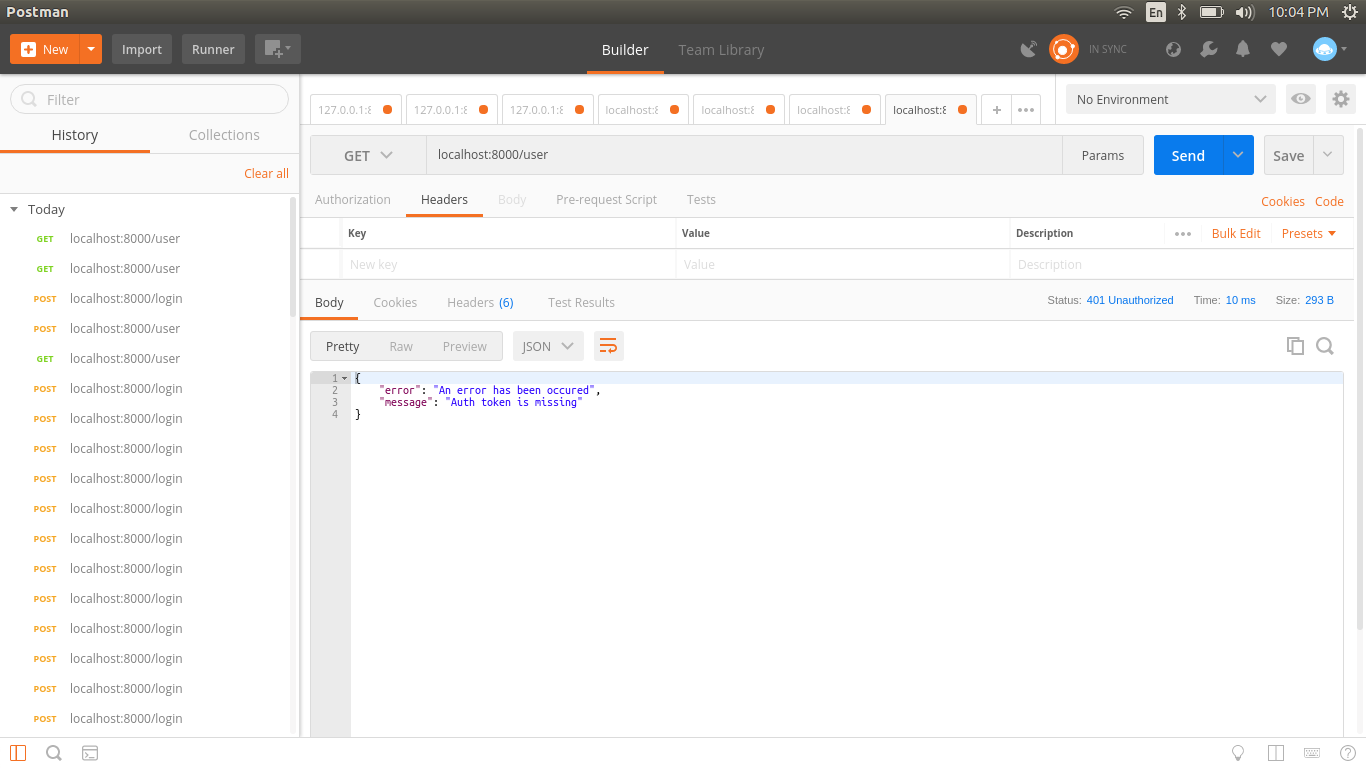 Postman
En
10:04 PM
New
Import
Runner
Builder
Team Library
IN SYNC
Filter
History
Collections
Clear all
Today
GET localhost:8000/user
GET localhost:8000/user
POST localhost:8000/login
POST localhost:8000/user
GET localhost:8000/user
POST localhost:8000/login
POST localhost:8000/login
POST localhost:8000/login
POST localhost:8000/login
POST localhost:8000/login
POST localhost:8000/login
POST localhost:8000/login
POST localhost:8000/login
POST localhost:8000/login
POST localhost:8000/login
POST localhost:8000/login
POST localhost:8000/login
127.0.0.1:8
127.0.0.1:8
127.0.0.1:8
localhost:8
localhost:8
localhost:8
localhost:8
No Environment
GET localhost:8000/user Params Send Save
Authorization Headers Body Pre-request Script Tests Cookies Code
Key Value Description Bulk Edit Presets
New key Value Description
Body Cookies Headers (6) Test Results Status: 401 Unauthorized Time: 10 ms Size: 293 B
Pretty Raw Preview JSON
1 {
2 "error": "An error has been occured",
3 "message": "Auth token is missing"
4 }